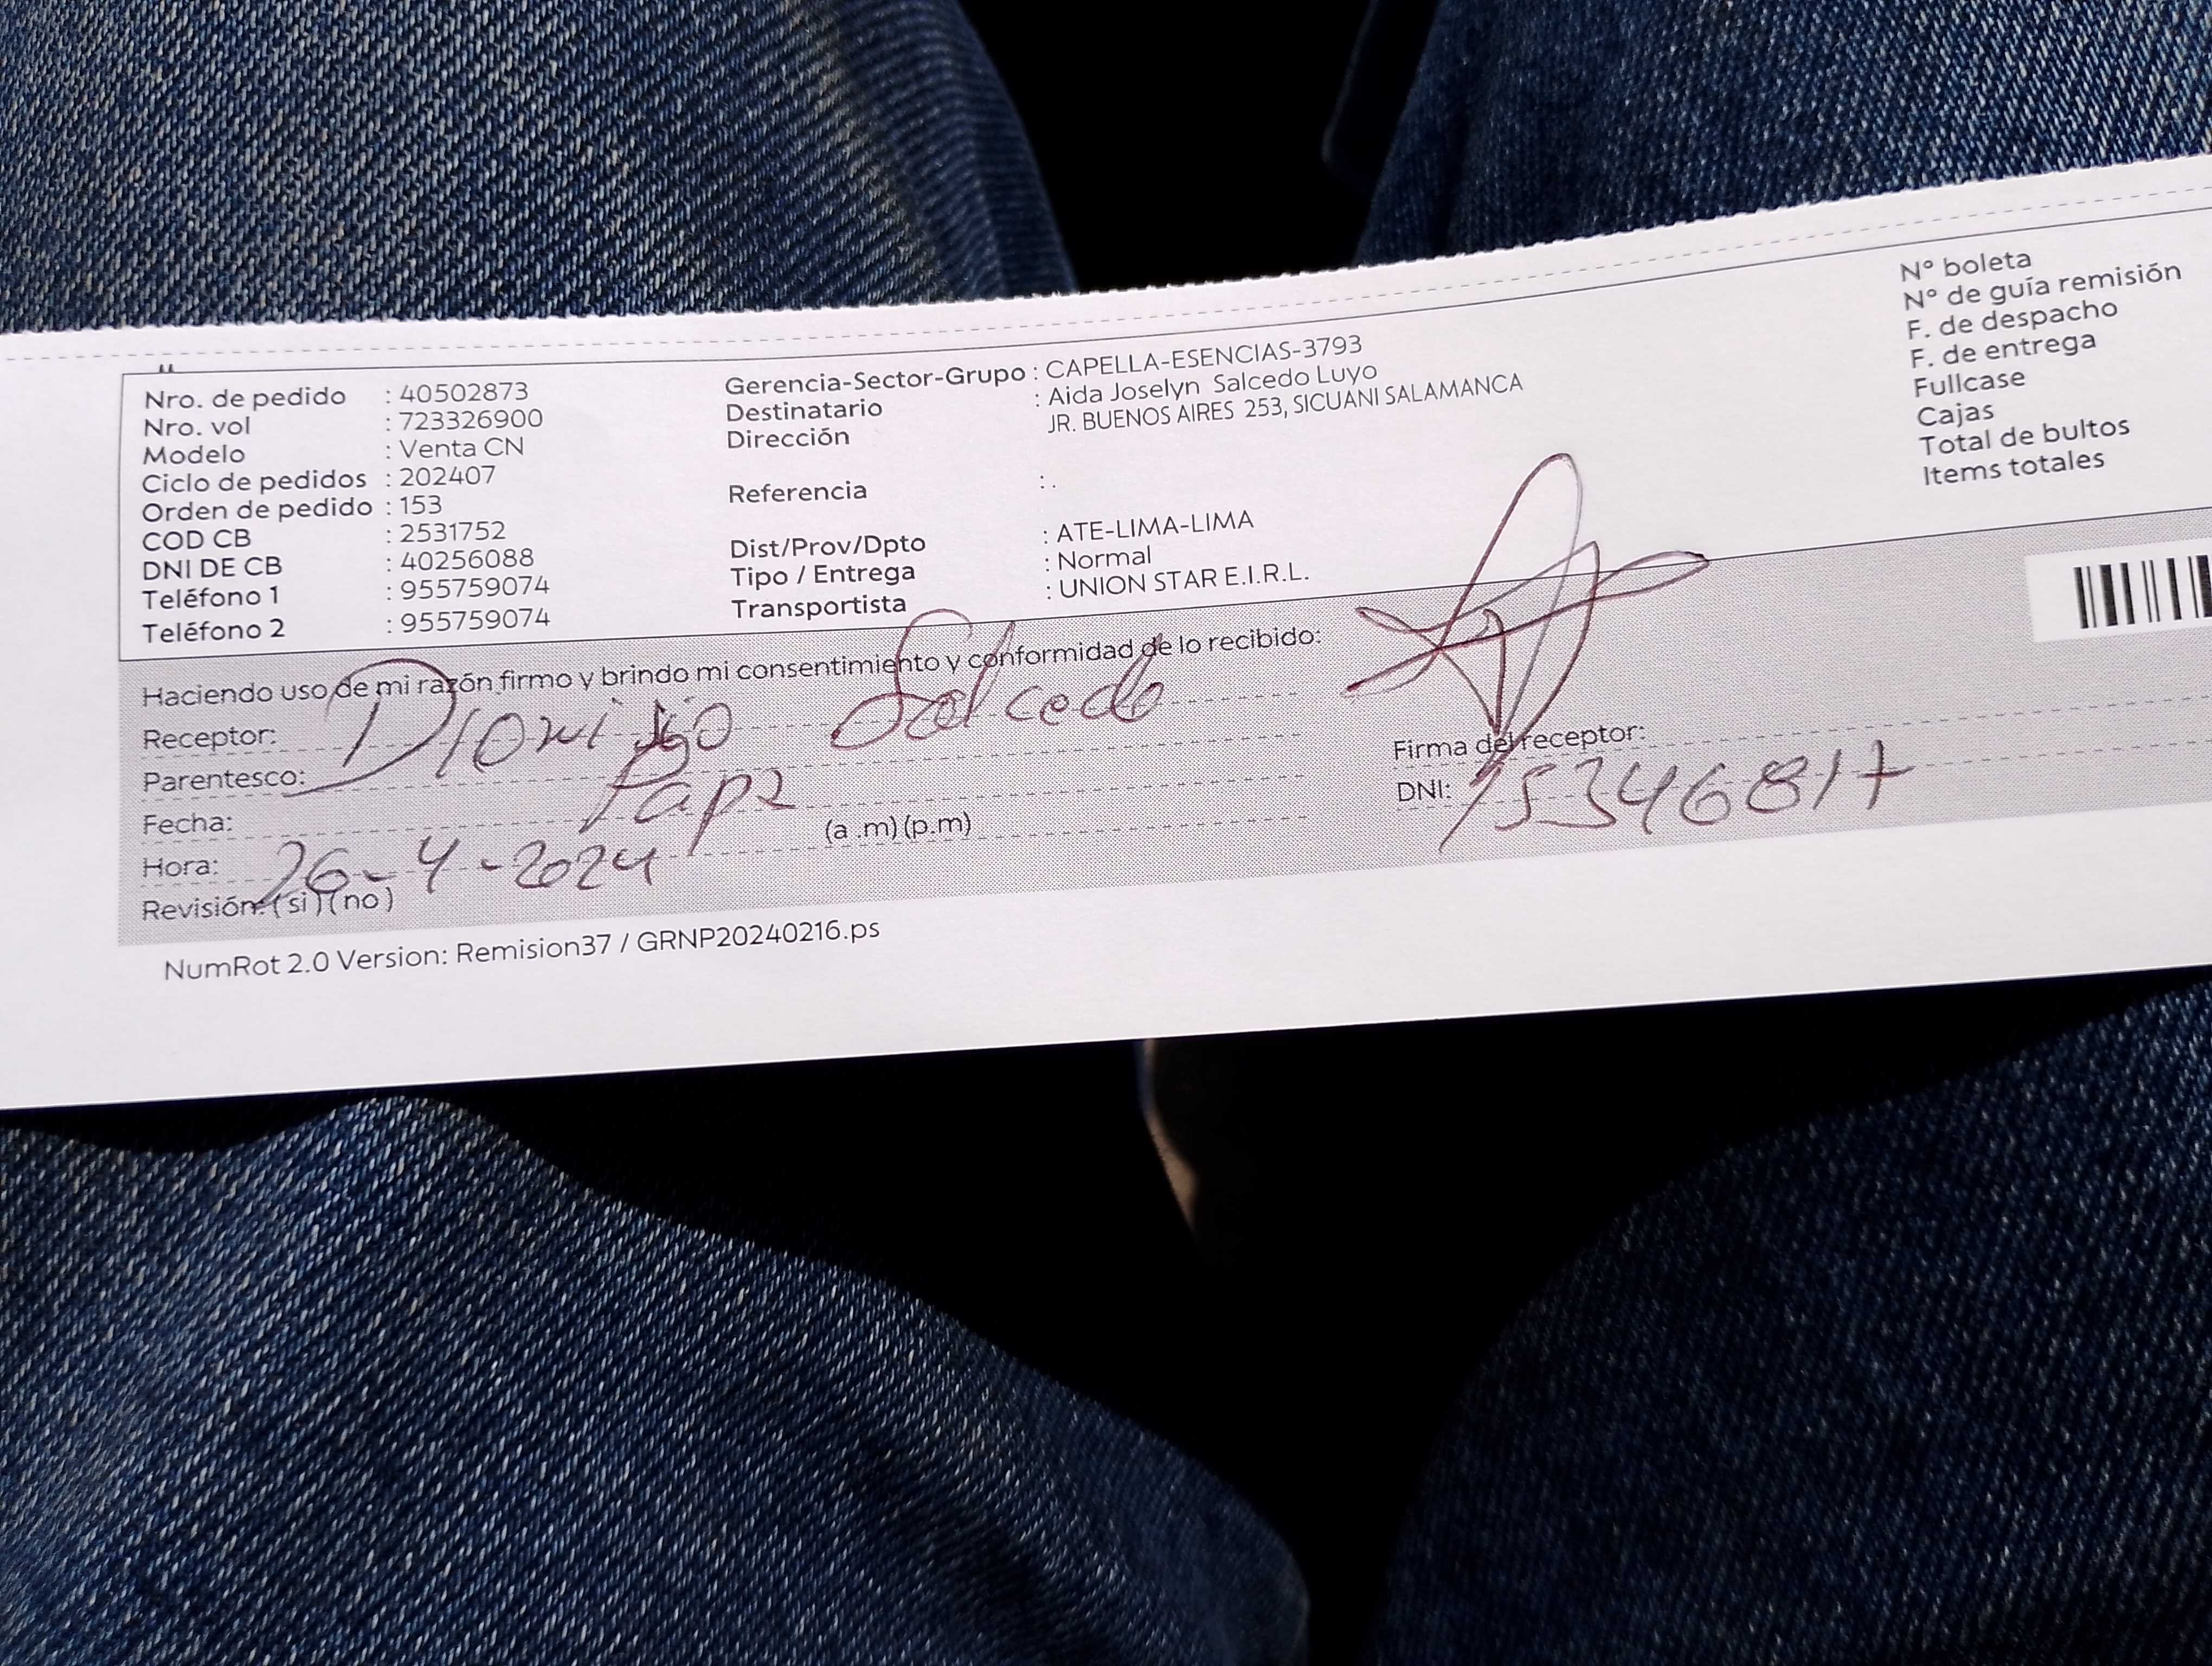 Nro. de pedido : 40502873
Nro. vol : 723326900
Modelo : Venta CN
Ciclo de pedidos : 202407
Orden de pedido : 153
COD CB : 2531752
DNI DE CB : 40256088
Teléfono 1 : 955759074
Teléfono 2 : 955759074
Gerencia-Sector-Grupo : CAPELLA-ESENCIAS-3793
Destinatario : Aida Joselyn Salcedo Luyo
Dirección JR. BUENOS AIRES 253, SICUANI SALAMANCA
Referencia : .
Dist/Prov/Dpto : ATE-LIMA-LIMA
Tipo / Entrega : Normal
Transportista : UNION STAR E.I.R.L.
N° boleta
N° de guía remisión
F. de despacho
F. de entrega
Fullcase
Cajas
Total de bultos
Items totales
Haciendo uso de mi razón firmo y brindo mi consentimiento y conformidad de lo recibido:
Receptor: Dionisio Salcedo
Parentesco: Papa
Fecha: 26-4-2024
Hora: (a .m) (p.m)
Revisión: (si) (no)
Firma del receptor:
DNI: 15346817
NumRot 2.0 Version: Remision37 / GRNP20240216.ps